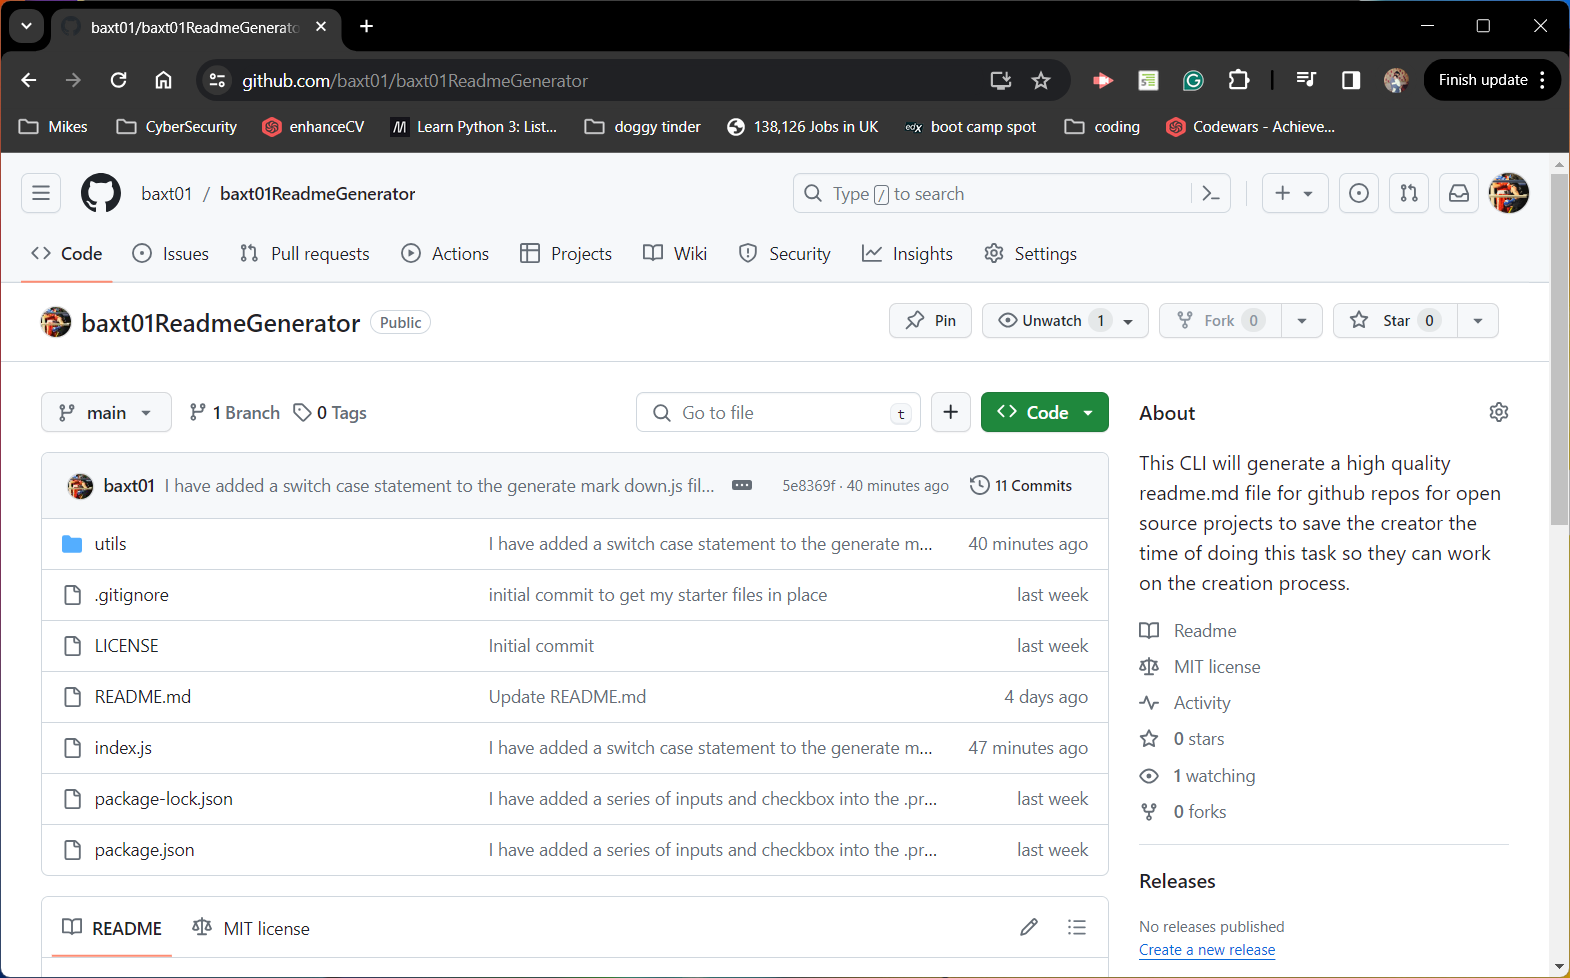 baxt01/baxt01ReadmeGenerato
github.com/baxt01/baxt01ReadmeGenerator
Finish update
Mikes
CyberSecurity
enhanceCV
Learn Python 3: List...
doggy tinder
138,126 Jobs in UK
edX
boot camp spot
coding
Codewars - Achieve...
baxt01 / baxt01ReadmeGenerator
Type / to search
Code
Issues
Pull requests
Actions
Projects
Wiki
Security
Insights
Settings
baxt01ReadmeGenerator
Public
Pin
Unwatch 1
Fork 0
Star 0
main
1 Branch
0 Tags
Go to file
t
Code
baxt01 I have added a switch case statement to the generate mark down.js fil...
5e8369f · 40 minutes ago
11 Commits
utils I have added a switch case statement to the generate m... 40 minutes ago
.gitignore initial commit to get my starter files in place last week
LICENSE Initial commit last week
README.md Update README.md 4 days ago
index.js I have added a switch case statement to the generate m... 47 minutes ago
package-lock.json I have added a series of inputs and checkbox into the .pr... last week
package.json I have added a series of inputs and checkbox into the .pr... last week
README
MIT license
About
This CLI will generate a high quality
readme.md file for github repos for open
source projects to save the creator the
time of doing this task so they can work
on the creation process.
Readme
MIT license
Activity
0 stars
1 watching
0 forks
Releases
No releases published
Create a new release